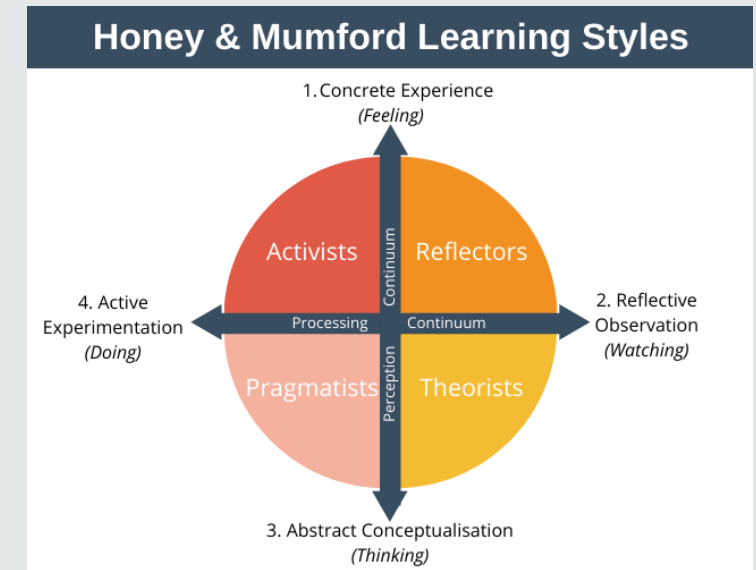 Honey & Mumford Learning Styles
1. Concrete Experience
(Feeling)
Activists
Reflectors
Continuum
4. Active
Experimentation
(Doing)
Processing
Continuum
2. Reflective
Observation
(Watching)
Pragmatists
Perception
Theorists
3. Abstract Conceptualisation
(Thinking)